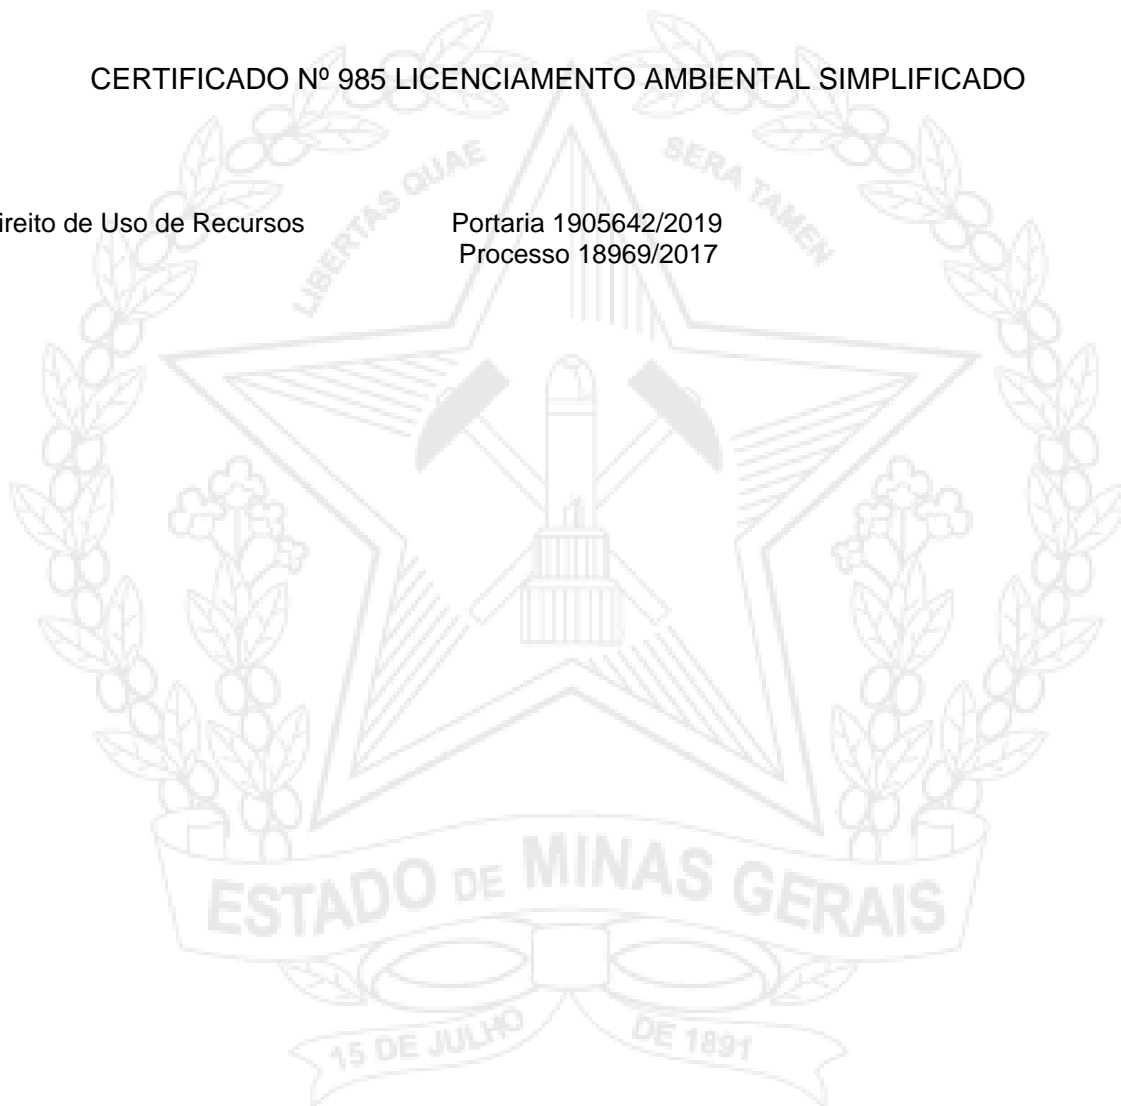 CERTIFICADO Nº 985 LICENCIAMENTO AMBIENTAL SIMPLIFICADO
LIBERTAS QUAE SERA TAMEN
ireito de Uso de Recursos Portaria 1905642/2019
Processo 18969/2017
ESTADO DE MINAS GERAIS
15 DE JULHO DE 1891